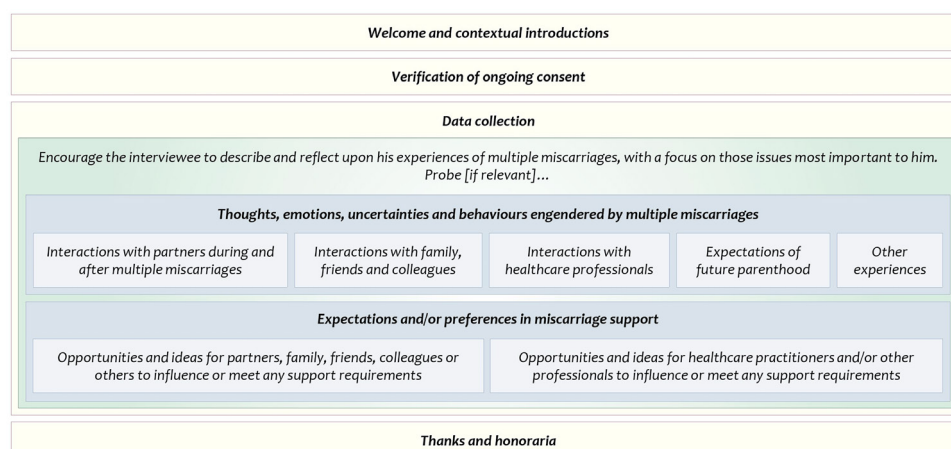 Welcome and contextual introductions
Verification of ongoing consent
Data collection
Encourage the interviewee to describe and reflect upon his experiences of multiple miscarriages, with a focus on those issues most important to him.
Probe [if relevant]...
Thoughts, emotions, uncertainties and behaviours engendered by multiple miscarriages
Interactions with partners during and
after multiple miscarriages
Interactions with family,
friends and colleagues
Interactions with
healthcare professionals
Expectations of
future parenthood
Other
experiences
Expectations and/or preferences in miscarriage support
Opportunities and ideas for partners, family, friends, colleagues or
others to influence or meet any support requirements
Opportunities and ideas for healthcare practitioners and/or other
professionals to influence or meet any support requirements
Thanks and honoraria